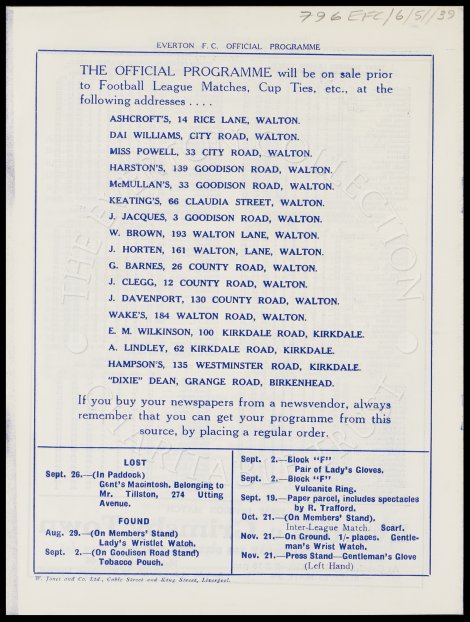 796 EFC/6/5//39
EVERTON F.C. OFFICIAL PROGRAMME
THE OFFICIAL PROGRAMME will be on sale prior
to Football League Matches, Cup Ties, etc., at the
following addresses . . . .
ASHCROFT'S, 14 RICE LANE, WALTON.
DAI WILLIAMS, CITY ROAD, WALTON.
MISS POWELL, 33 CITY ROAD, WALTON.
HARSTON'S, 139 GOODISON ROAD, WALTON.
McMULLAN'S, 33 GOODISON ROAD, WALTON.
KEATING'S, 66 CLAUDIA STREET, WALTON.
J. JACQUES, 3 GOODISON ROAD, WALTON.
W. BROWN, 193 WALTON LANE, WALTON.
J. HORTEN, 161 WALTON, LANE, WALTON.
G. BARNES, 26 COUNTY ROAD, WALTON.
J. CLEGG, 12 COUNTY ROAD, WALTON.
J. DAVENPORT, 130 COUNTY ROAD, WALTON.
WAKE'S, 184 WALTON ROAD, WALTON.
E. M. WILKINSON, 100 KIRKDALE ROAD, KIRKDALE.
A. LINDLEY, 62 KIRKDALE ROAD, KIRKDALE.
HAMPSON'S, 135 WESTMINSTER ROAD, KIRKDALE.
"DIXIE" DEAN, GRANGE ROAD, BIRKENHEAD.
If you buy your newspapers from a newsvendor, always
remember that you can get your programme from this
source, by placing a regular order.
LOST
Sept. 26.—(In Paddock)
Gent's Macintosh. Belonging to
Mr. Tillston, 274 Utting
Avenue.
FOUND
Aug. 29.—(On Members' Stand)
Lady's Wristlet Watch.
Sept. 2.—(On Goodison Road Stand)
Tobacco Pouch.
Sept. 2.—Block "F"
Pair of Lady's Gloves.
Sept. 2.—Block "F"
Vulcanite Ring.
Sept. 19.—Paper parcel, includes spectacles
by R. Trafford.
Oct. 21.—(On Members' Stand).
Inter-League Match. Scarf.
Nov. 21.—On Ground. 1/- places. Gentle-
man's Wrist Watch.
Nov. 21.—Press Stand—Gentleman's Glove
(Left Hand)
W. Jones and Co. Ltd., Cable Street and King Street, Liverpool.